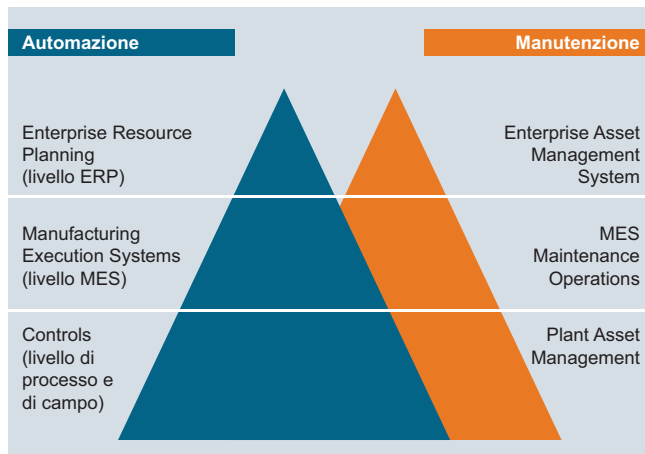 Automazione
Manutenzione
Enterprise Resource
Planning
(livello ERP)
Enterprise Asset
Management
System
Manufacturing
Execution Systems
(livello MES)
MES
Maintenance
Operations
Controls
(livello di
processo e
di campo)
Plant Asset
Management